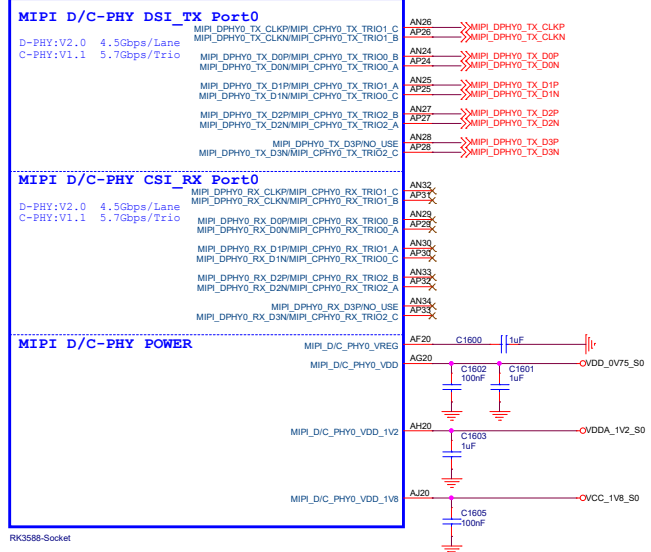 MIPI D/C-PHY DSI_TX Port0
D-PHY:V2.0 4.5Gbps/Lane
C-PHY:V1.1 5.7Gbps/Trio
MIPI_DPHY0_TX_CLKP/MIPI_CPHY0_TX_TRIO1_C AN26 MIPI_DPHY0_TX_CLKP
MIPI_DPHY0_TX_CLKN/MIPI_CPHY0_TX_TRIO1_B AP26 MIPI_DPHY0_TX_CLKN
MIPI_DPHY0_TX_D0P/MIPI_CPHY0_TX_TRIO0_B AN24 MIPI_DPHY0_TX_D0P
MIPI_DPHY0_TX_D0N/MIPI_CPHY0_TX_TRIO0_A AP24 MIPI_DPHY0_TX_D0N
MIPI_DPHY0_TX_D1P/MIPI_CPHY0_TX_TRIO1_A AN25 MIPI_DPHY0_TX_D1P
MIPI_DPHY0_TX_D1N/MIPI_CPHY0_TX_TRIO0_C AP25 MIPI_DPHY0_TX_D1N
MIPI_DPHY0_TX_D2P/MIPI_CPHY0_TX_TRIO2_B AN27 MIPI_DPHY0_TX_D2P
MIPI_DPHY0_TX_D2N/MIPI_CPHY0_TX_TRIO2_A AP27 MIPI_DPHY0_TX_D2N
MIPI_DPHY0_TX_D3P/NO_USE AN28 MIPI_DPHY0_TX_D3P
MIPI_DPHY0_TX_D3N/MIPI_CPHY0_TX_TRIO2_C AP28 MIPI_DPHY0_TX_D3N
MIPI D/C-PHY CSI_RX Port0
D-PHY:V2.0 4.5Gbps/Lane
C-PHY:V1.1 5.7Gbps/Trio
MIPI_DPHY0_RX_CLKP/MIPI_CPHY0_RX_TRIO1_C AN32
MIPI_DPHY0_RX_CLKN/MIPI_CPHY0_RX_TRIO1_B AP31
MIPI_DPHY0_RX_D0P/MIPI_CPHY0_RX_TRIO0_B AN29
MIPI_DPHY0_RX_D0N/MIPI_CPHY0_RX_TRIO0_A AP29
MIPI_DPHY0_RX_D1P/MIPI_CPHY0_RX_TRIO1_A AN30
MIPI_DPHY0_RX_D1N/MIPI_CPHY0_RX_TRIO0_C AP30
MIPI_DPHY0_RX_D2P/MIPI_CPHY0_RX_TRIO2_B AN33
MIPI_DPHY0_RX_D2N/MIPI_CPHY0_RX_TRIO2_A AP32
MIPI_DPHY0_RX_D3P/NO_USE AN34
MIPI_DPHY0_RX_D3N/MIPI_CPHY0_RX_TRIO2_C AP33
MIPI D/C-PHY POWER
MIPI_D/C_PHY0_VREG AF20 C1600 1uF
MIPI_D/C_PHY0_VDD AG20 VDD_0V75_S0
C1602 C1601
100nF 1uF
MIPI_D/C_PHY0_VDD_1V2 AH20 VDDA_1V2_S0
C1603
1uF
MIPI_D/C_PHY0_VDD_1V8 AJ20 VCC_1V8_S0
C1605
100nF
RK3588-Socket